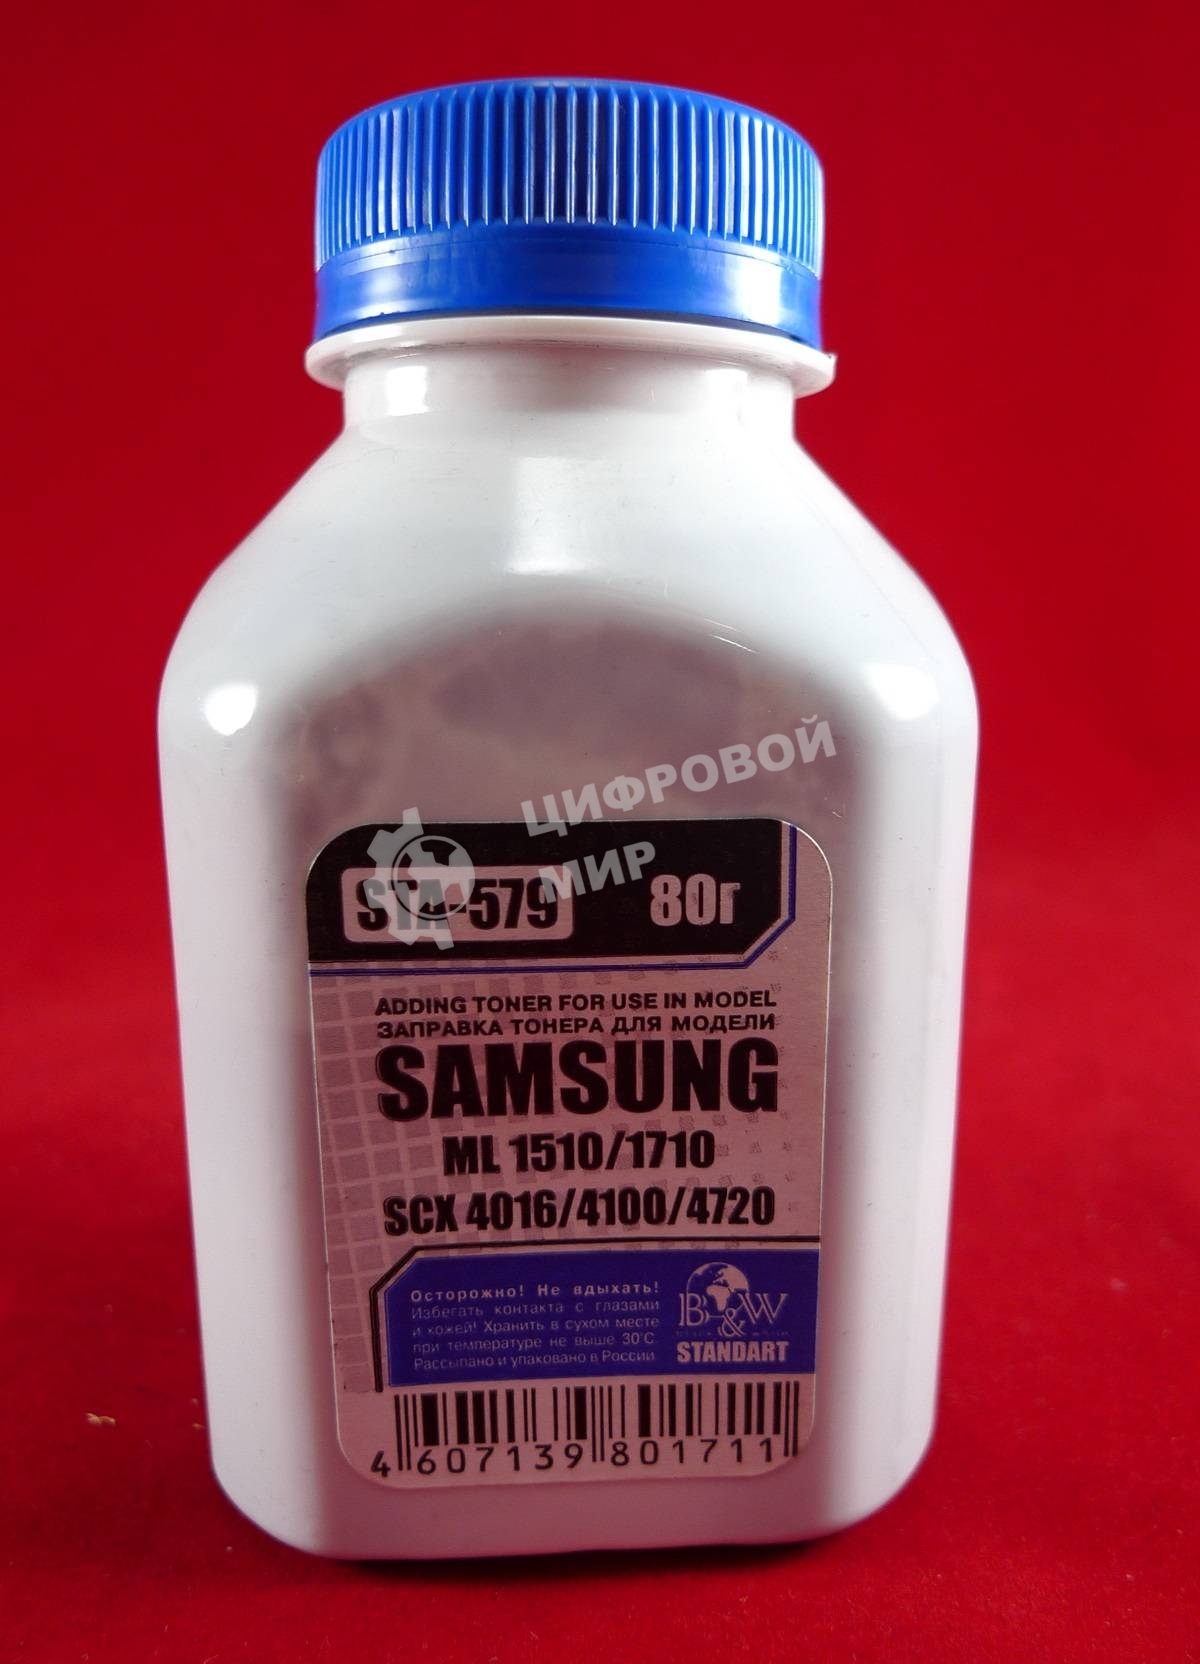 ЦИФРОВОЙ
МИР
STA-579 80г
ADDING TONER FOR USE IN MODEL
ЗАПРАВКА ТОНЕРА ДЛЯ МОДЕЛИ
SAMSUNG
ML 1510/1710
SCX 4016/4100/4720
Осторожно! Не вдыхать!
Избегать контакта с глазами
и кожей! Хранить в сухом месте
при температуре не выше 30°C.
Рассыпано и упаковано в России
B&W
STANDART
4 607139 801711